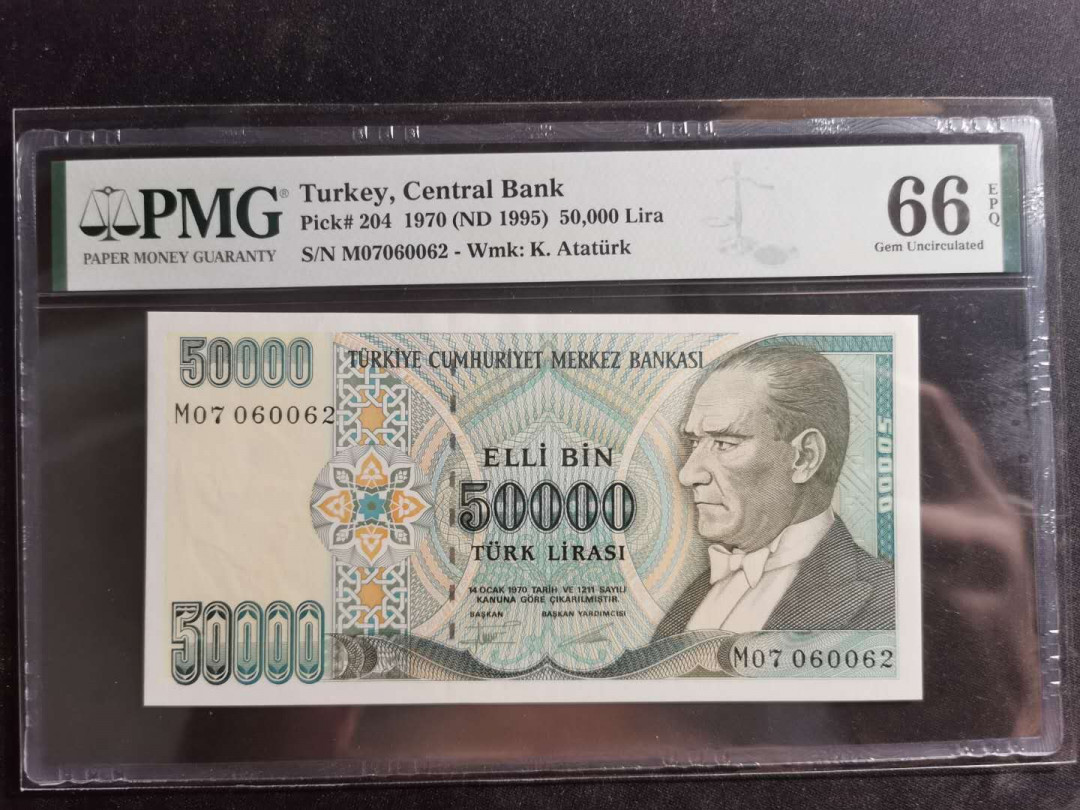 PMG®
PAPER MONEY GUARANTY
Turkey, Central Bank
Pick# 204 1970 (ND 1995) 50,000 Lira
S/N M07060062 - Wmk: K. Atatürk
66
EPQ
Gem Uncirculated
50000
TÜRKİYE CUMHURİYET MERKEZ BANKASI
M07 060062
ELLİ BİN
50000
TÜRK LİRASI
50000
14 OCAK 1970 TARİH VE 1211 SAYILI
KANUNA GÖRE ÇIKARILMIŞTIR.
BAŞKAN BAŞKAN YARDIMCISI
50000
M07 060062